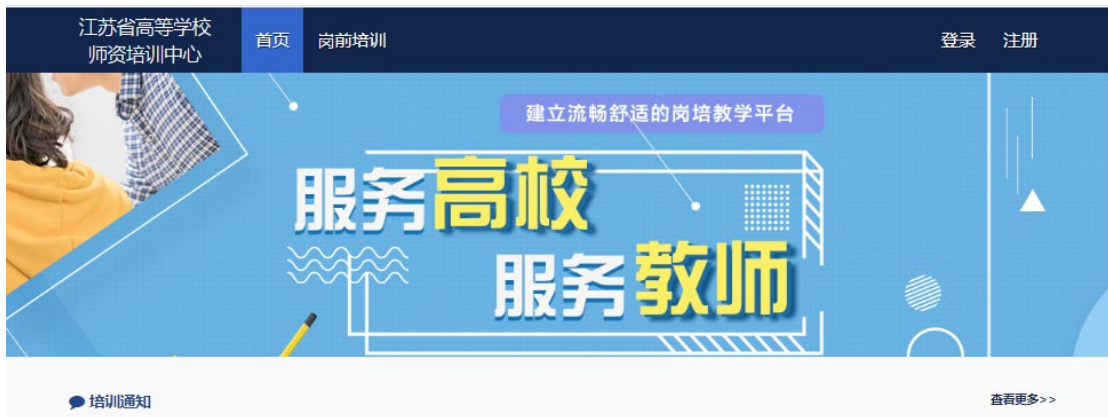 江苏省高等学校
师资培训中心
首页
岗前培训
登录
注册
建立流畅舒适的岗培教学平台
服务高校
服务教师
培训通知
查看更多>>